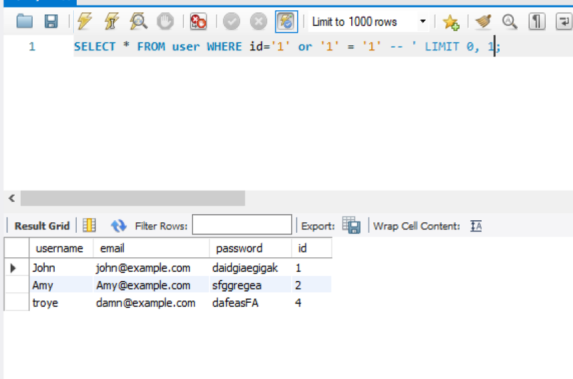 Limit to 1000 rows
1 SELECT * FROM user WHERE id='1' or '1' = '1' -- ' LIMIT 0, 1;
Result Grid Filter Rows: Export: Wrap Cell Content:
username email password id
John john@example.com daidgiaegigak 1
Amy Amy@example.com sfggregea 2
troye damn@example.com dafeasFA 4